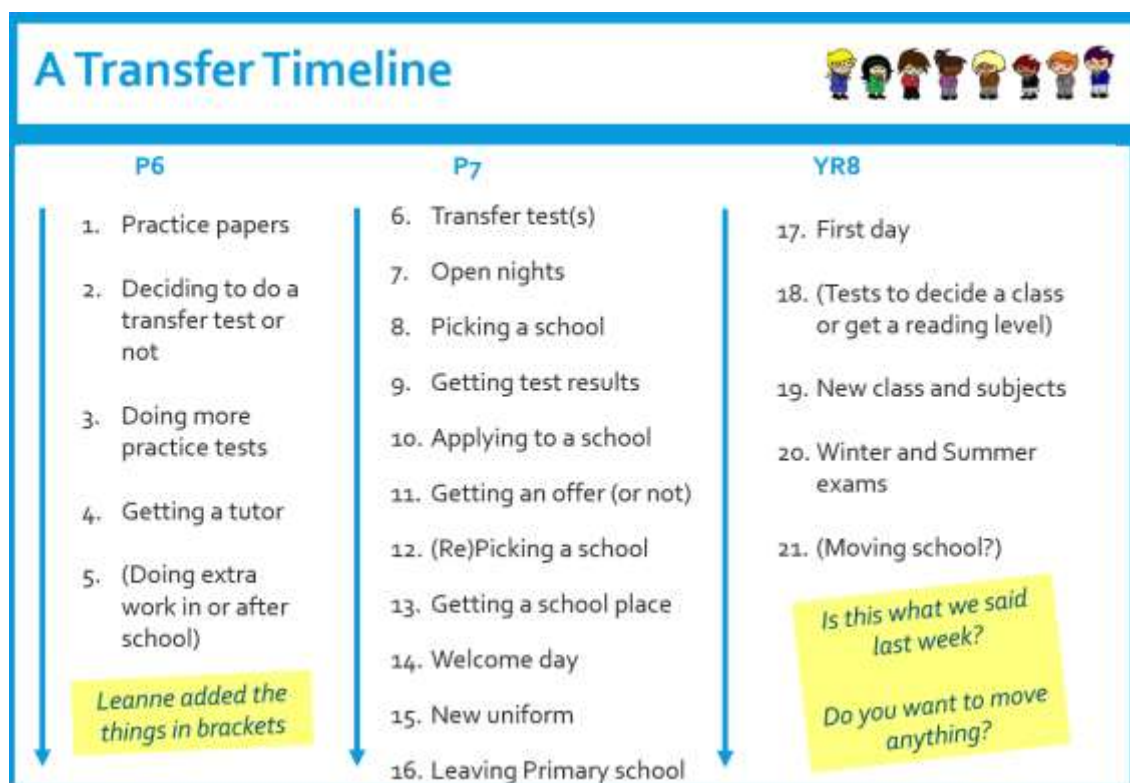 A Transfer Timeline
P6
1. Practice papers
2. Deciding to do a
transfer test or
not
3. Doing more
practice tests
4. Getting a tutor
5. (Doing extra
work in or after
school)
Leanne added the
things in brackets
P7
6. Transfer test(s)
7. Open nights
8. Picking a school
9. Getting test results
10. Applying to a school
11. Getting an offer (or not)
12. (Re)Picking a school
13. Getting a school place
14. Welcome day
15. New uniform
16. Leaving Primary school
YR8
17. First day
18. (Tests to decide a class
or get a reading level)
19. New class and subjects
20. Winter and Summer
exams
21. (Moving school?)
Is this what we said
last week?
Do you want to move
anything?